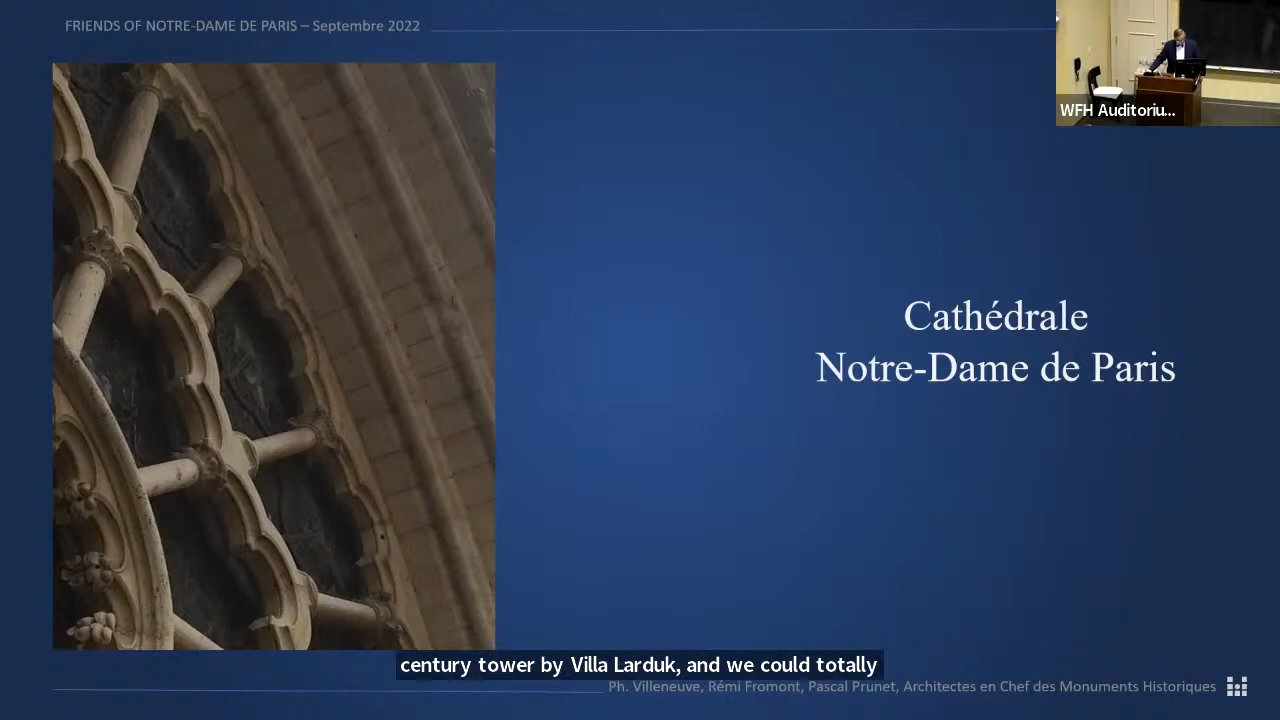 FRIENDS OF NOTRE-DAME DE PARIS – Septembre 2022
WFH Auditoriu...
Cathédrale
Notre-Dame de Paris
century tower by Villa Larduk, and we could totally
Ph. Villeneuve, Rémi Fromont, Pascal Prunet, Architectes en Chef des Monuments Historiques